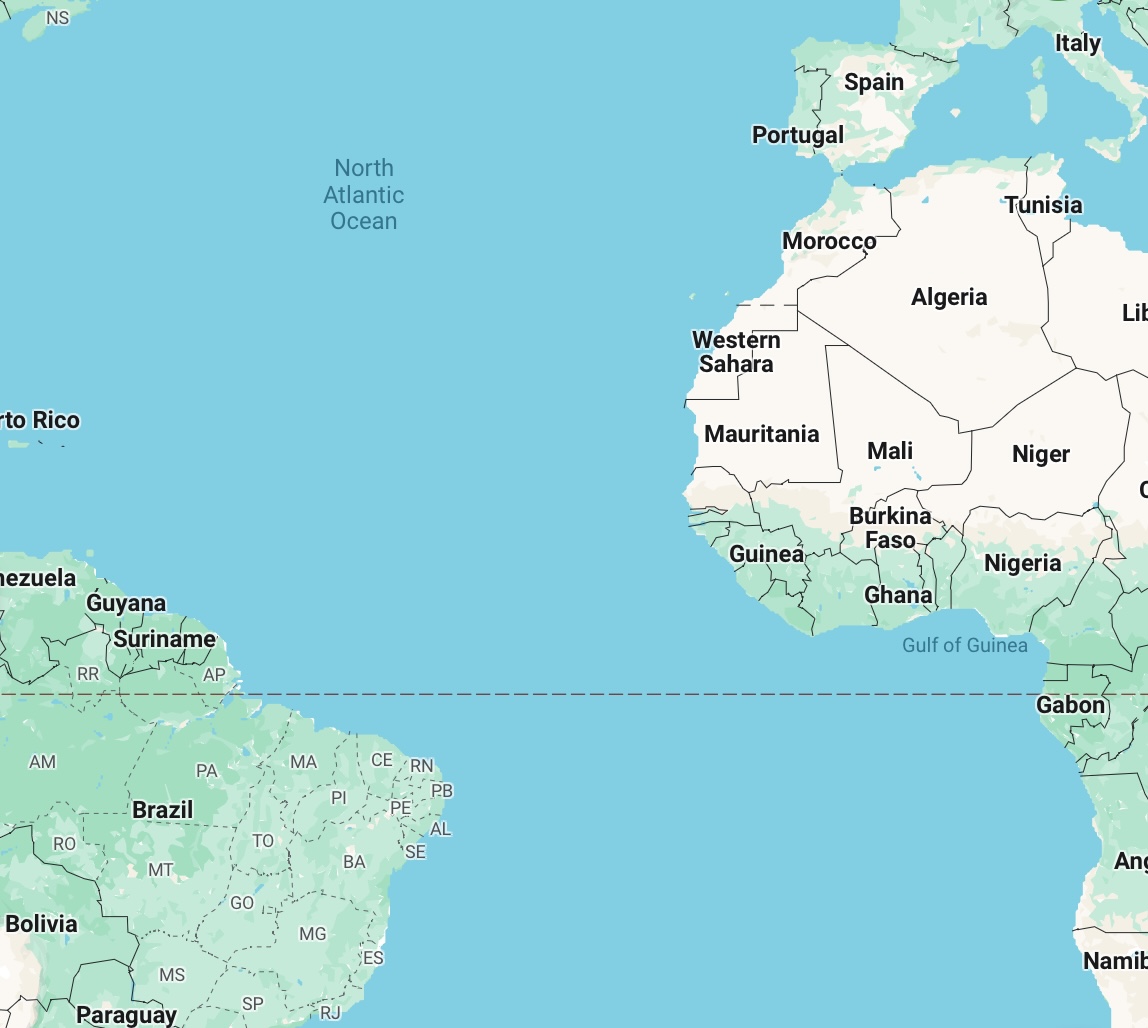 NS
Italy
Spain
Portugal
North
Atlantic
Ocean
Tunisia
Morocco
Algeria
Lib
Western
Sahara
rto Rico
Mauritania
Mali
Niger
C
Burkina
Faso
Guinea
Nigeria
nezuela
Ghana
Guyana
Suriname
Gulf of Guinea
RR
AP
Gabon
AM
PA
MA
CE
RN
PI
PB
PE
Brazil
AL
RO
TO
SE
MT
BA
Ang
GO
Bolivia
MG
ES
Namib
MS
SP
RJ
Paraguay